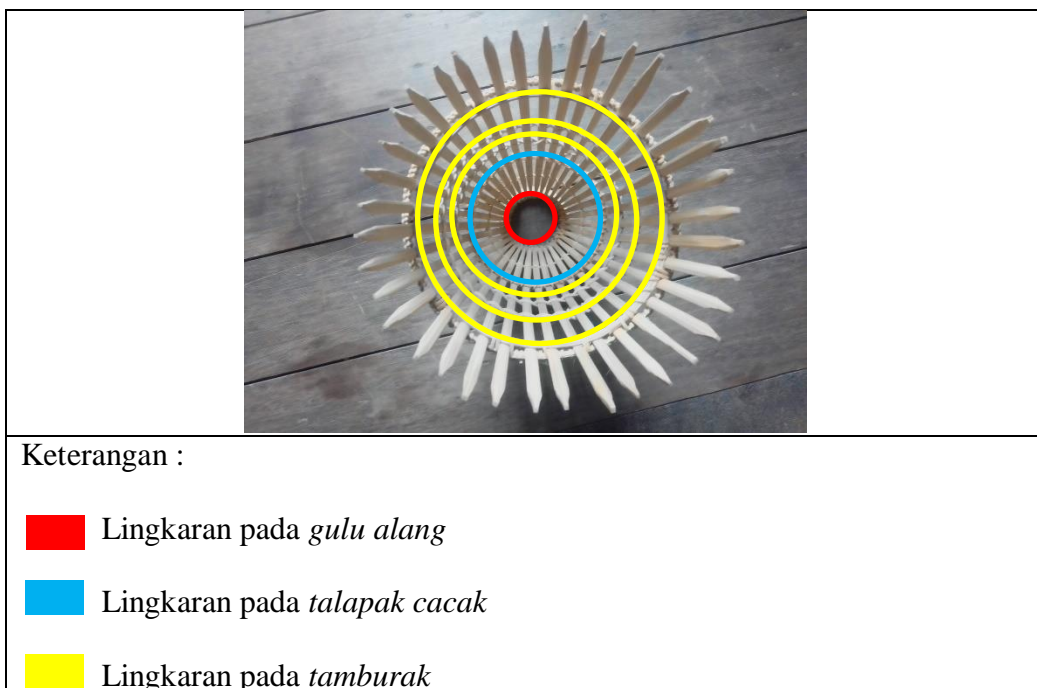 Keterangan :
Lingkaran pada gulu alang
Lingkaran pada talapak cacak
Lingkaran pada tamburak